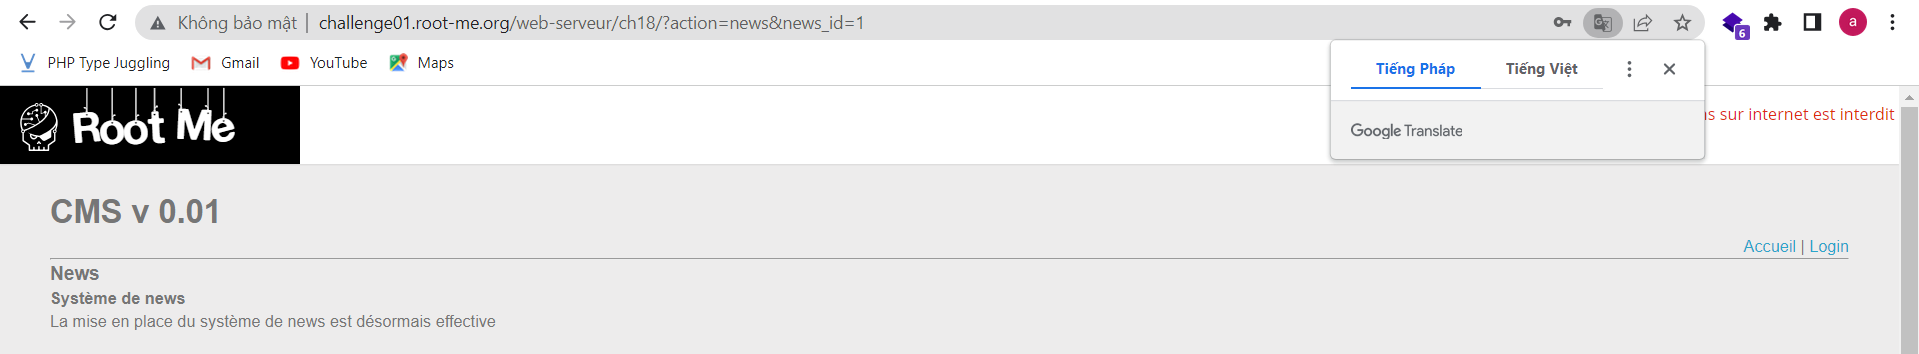 Không bảo mật | challenge01.root-me.org/web-serveur/ch18/?action=news&news_id=1
6
a
PHP Type Juggling
Gmail
YouTube
Maps
Tiếng Pháp
Tiếng Việt
Google Translate
Root Me
sur internet est interdit
CMS v 0.01
Accueil | Login
News
Système de news
La mise en place du système de news est désormais effective